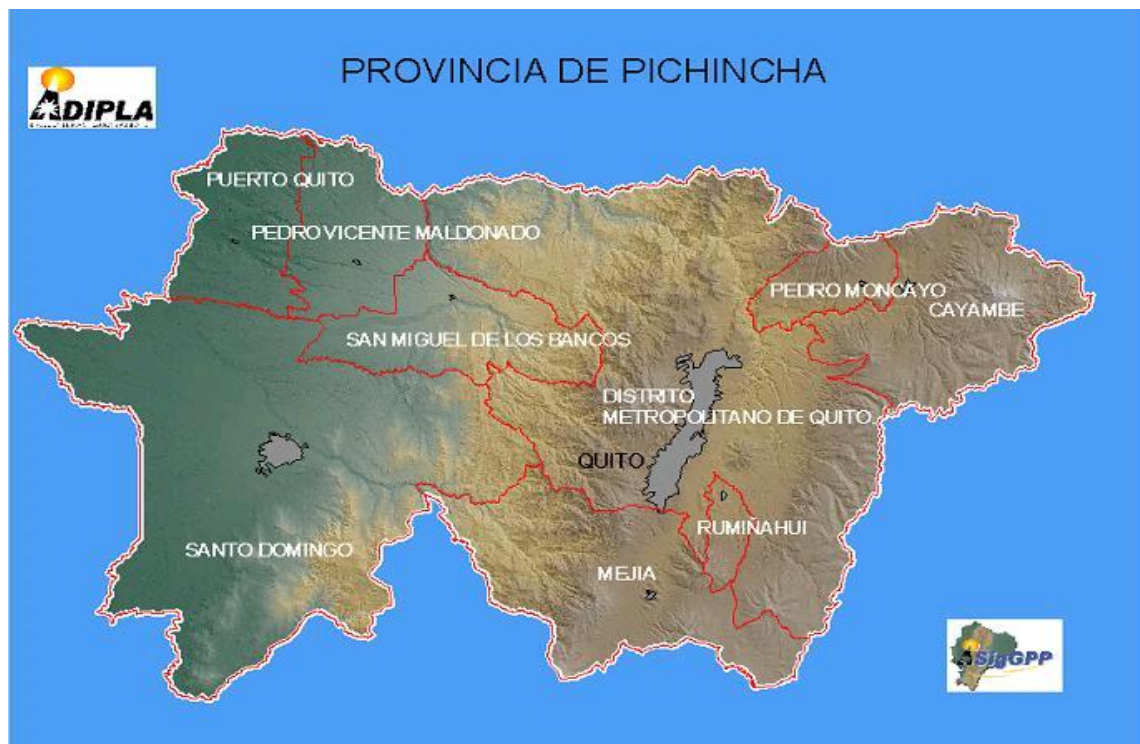 PROVINCIA DE PICHINCHA
ADIPLA
PUERTO QUITO
PEDRO VICENTE MALDONADO
PEDRO MONCAYO
CAYAMBE
SAN MIGUEL DE LOS BANCOS
DISTRITO
METROPOLITANO DE QUITO
QUITO
RUMIÑAHUI
SANTO DOMINGO
MEJIA
SigGPP